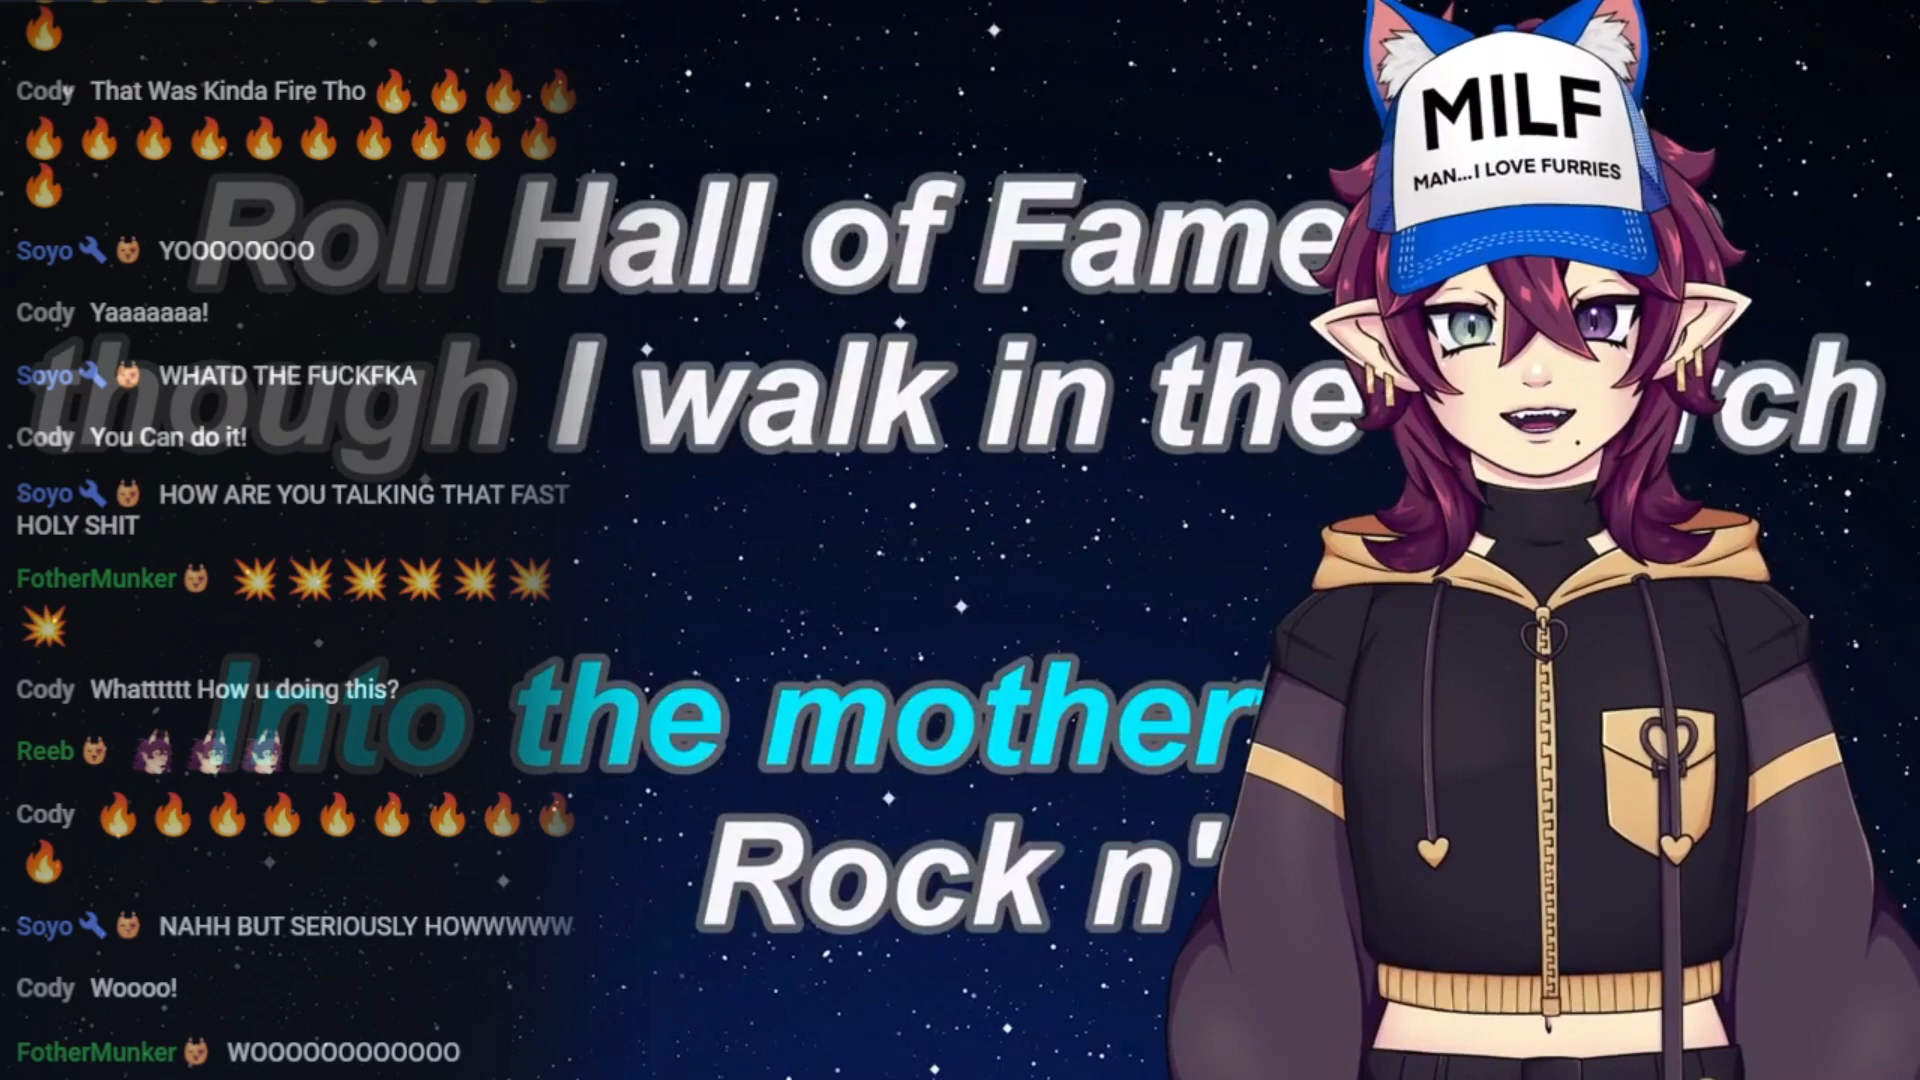 Cody That Was Kinda Fire Tho
Soyo YOOOOOOOO
Cody Yaaaaaaa!
Soyo WHATD THE FUCKFKA
Cody You Can do it!
Soyo HOW ARE YOU TALKING THAT FAST
HOLY SHIT
FotherMunker
Cody Whatttttt How u doing this?
Reeb
Cody
Soyo NAHH BUT SERIOUSLY HOWWWWW
Cody Woooo!
FotherMunker WOOOOOOOOOOOO
Roll Hall of Fame
though I walk in the rch
Into the mother
Rock n'
MILF
MAN...I LOVE FURRIES